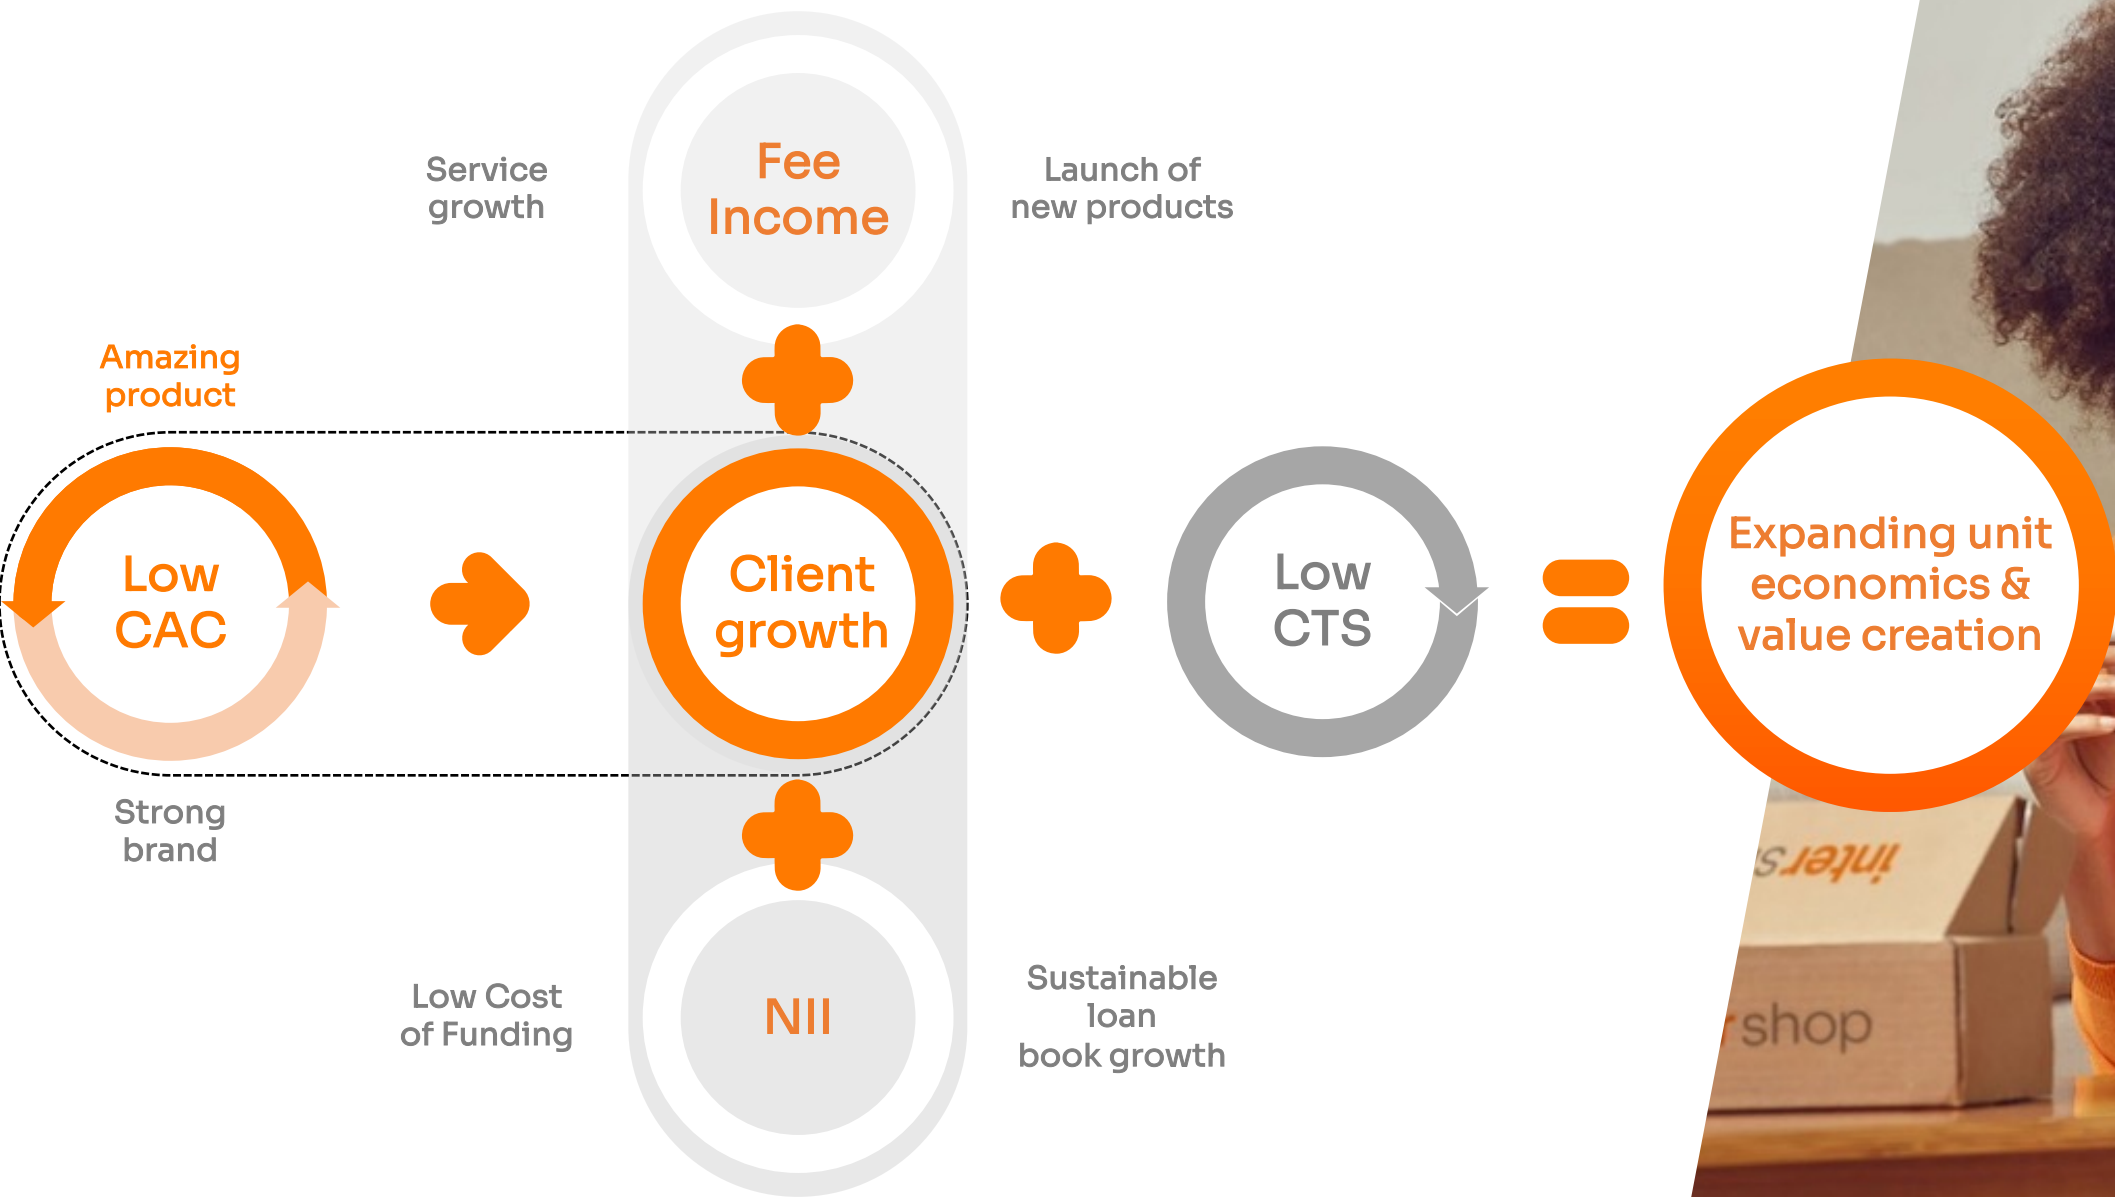 Fee
Income
Service
growth
Launch of
new products
Amazing
product
Low
CAC
Strong
brand
Client
growth
Low
CTS
Expanding unit
economics &
value creation
Low Cost
of Funding
NII
Sustainable
loan
book growth
inter
shop